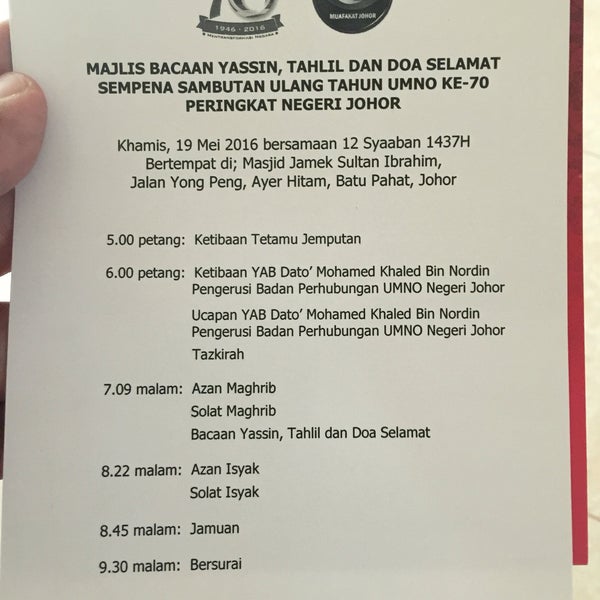 1946 - 2016
MUAFAKAT JOHOR
MAJLIS BACAAN YASSIN, TAHLIL DAN DOA SELAMAT
SEMPENA SAMBUTAN ULANG TAHUN UMNO KE-70
PERINGKAT NEGERI JOHOR
Khamis, 19 Mei 2016 bersamaan 12 Syaaban 1437H
Bertempat di; Masjid Jamek Sultan Ibrahim,
Jalan Yong Peng, Ayer Hitam, Batu Pahat, Johor
5.00 petang: Ketibaan Tetamu Jemputan
6.00 petang: Ketibaan YAB Dato' Mohamed Khaled Bin Nordin
Pengerusi Badan Perhubungan UMNO Negeri Johor
Ucapan YAB Dato' Mohamed Khaled Bin Nordin
Pengerusi Badan Perhubungan UMNO Negeri Johor
Tazkirah
7.09 malam: Azan Maghrib
Solat Maghrib
Bacaan Yassin, Tahlil dan Doa Selamat
8.22 malam: Azan Isyak
Solat Isyak
8.45 malam: Jamuan
9.30 malam: Bersurai